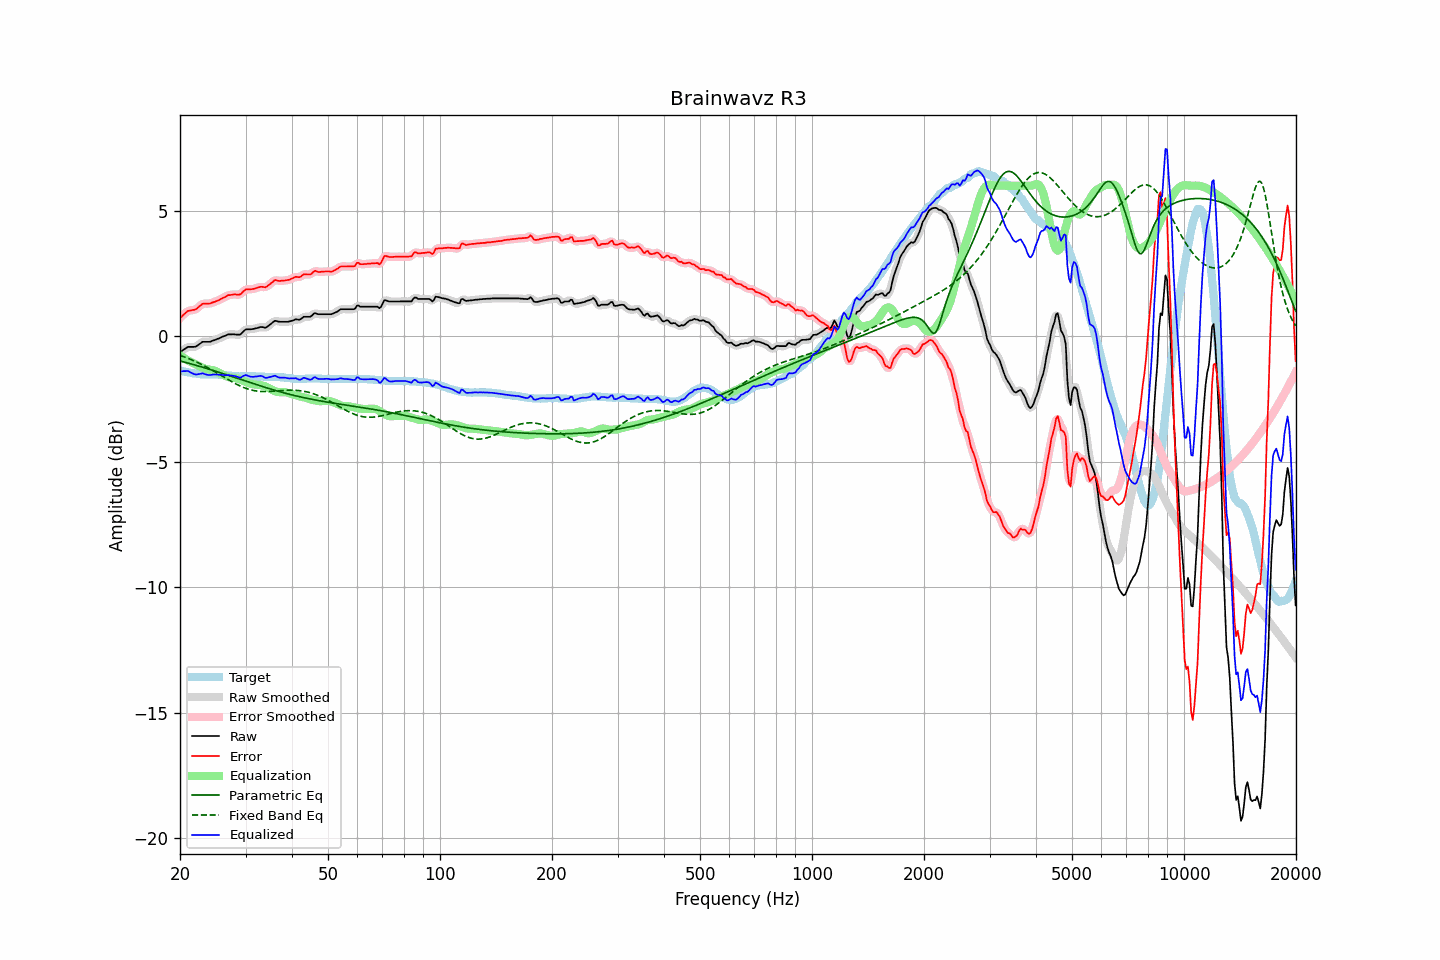 Brainwavz R3
Amplitude (dBr)
5
0
−5
−10
−15
−20
Target
Raw Smoothed
Error Smoothed
Raw
Error
Equalization
Parametric Eq
Fixed Band Eq
Equalized
20
50
100
200
500
1000
2000
5000
10000
20000
Frequency (Hz)